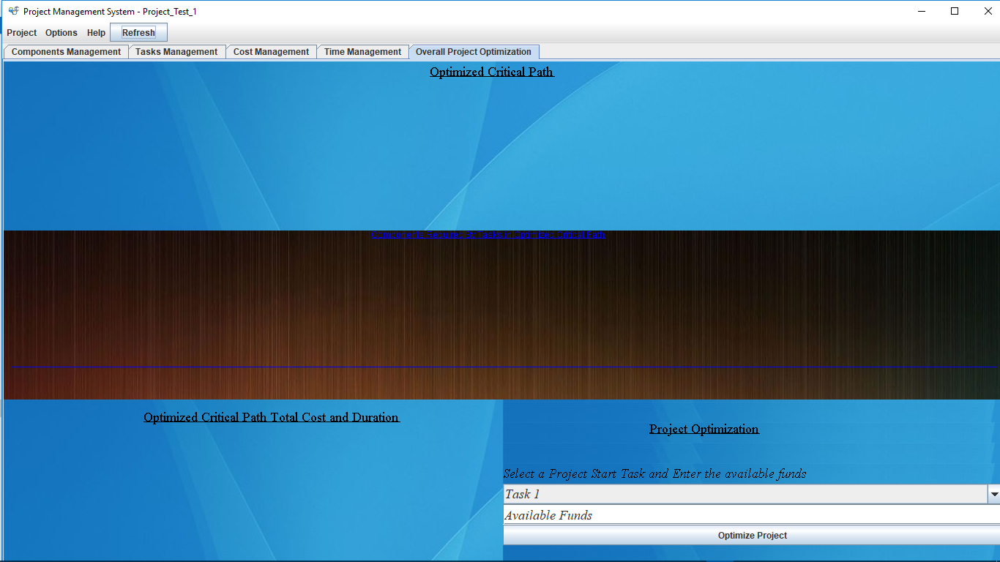 Project Management System - Project_Test_1
Project Options Help Refresh
Components Management Tasks Management Cost Management Time Management Overall Project Optimization
Optimized Critical Path
Components Required By Tasks In Optimized Critical Path
Optimized Critical Path Total Cost and Duration
Project Optimization
Select a Project Start Task and Enter the available funds
Task 1
Available Funds
Optimize Project